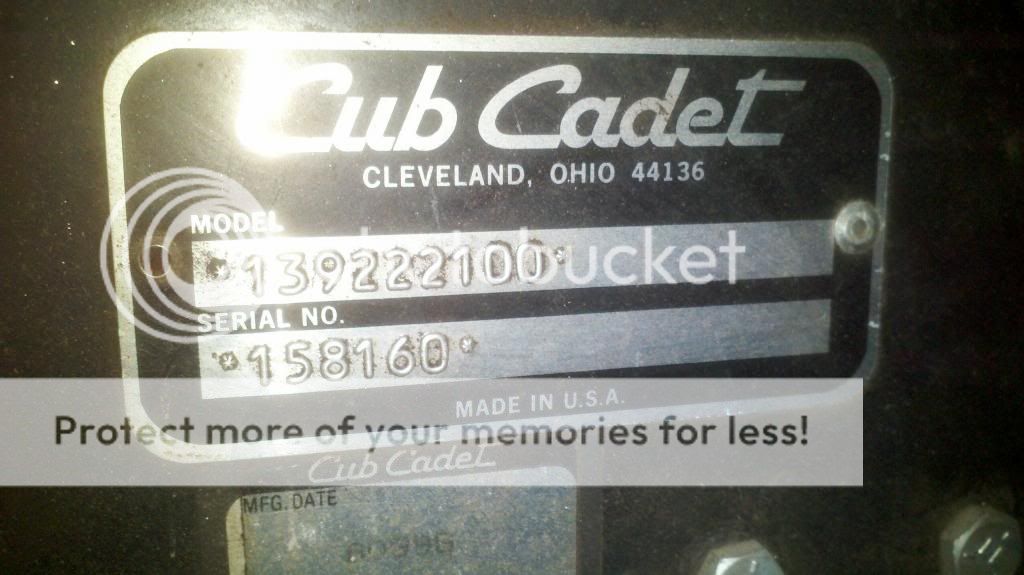 Cub Cadet
CLEVELAND, OHIO 44136
MODEL
*139222100*
photobucket
SERIAL NO.
*158160*
MADE IN U.S.A.
Protect more of your memories for less!
Cub Cadet
MFG. DATE